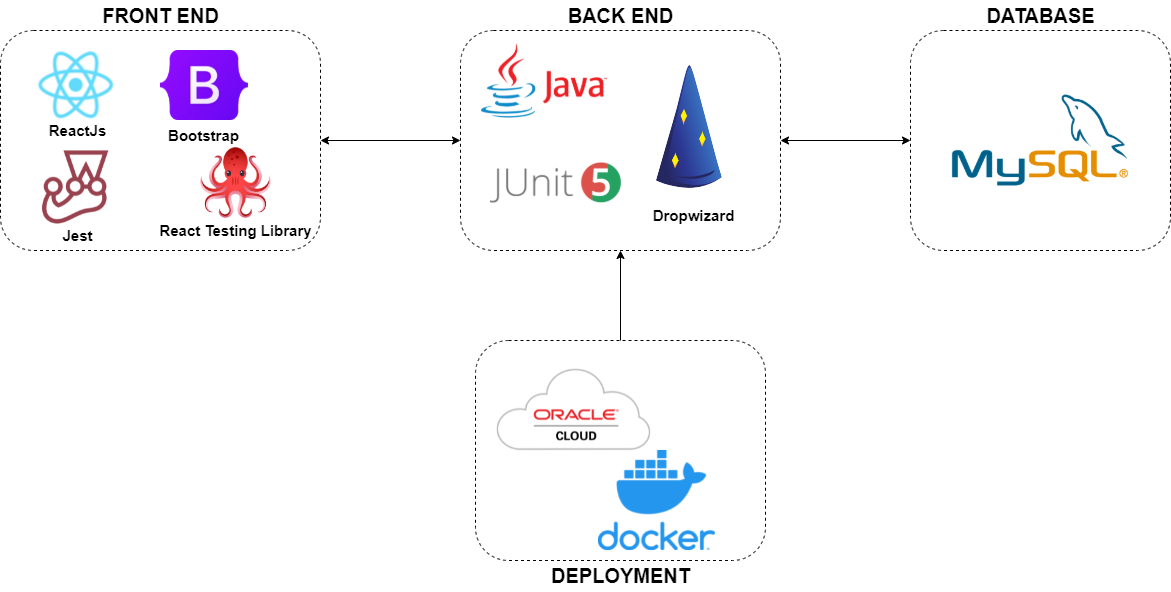 FRONT END
BACK END
DATABASE
B
ReactJs
Bootstrap
Jest
React Testing Library
Java
JUnit 5
Dropwizard
MySQL®
ORACLE
CLOUD
docker
DEPLOYMENT